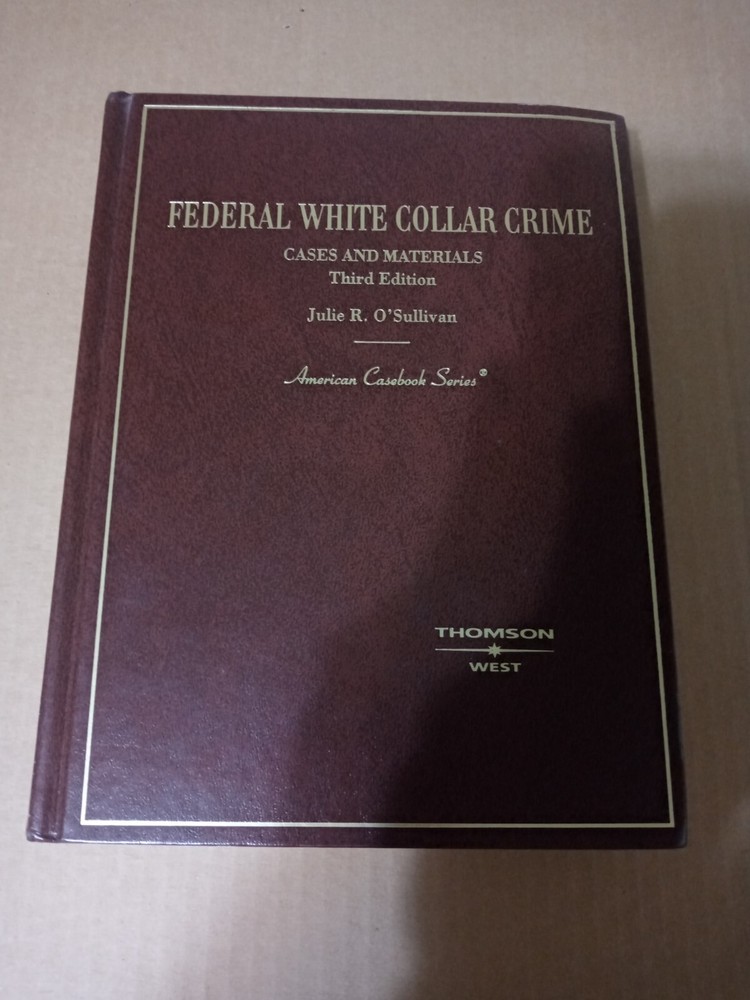 FEDERAL WHITE COLLAR CRIME
CASES AND MATERIALS
Third Edition
Julie R. O'Sullivan
American Casebook Series®
THOMSON
WEST